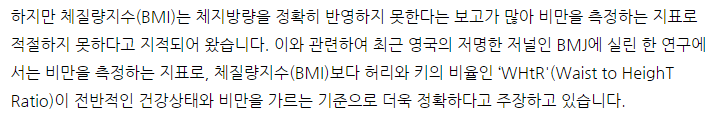 하지만 체질량지수(BMI)는 체지방량을 정확히 반영하지 못한다는 보고가 많아 비만을 측정하는 지표로
적절하지 못하다고 지적되어 왔습니다. 이와 관련하여 최근 영국의 저명한 저널인 BMJ에 실린 한 연구에
서는 비만을 측정하는 지표로, 체질량지수(BMI)보다 허리와 키의 비율인 ‘WHtR'(Waist to HeighT
Ratio)이 전반적인 건강상태와 비만을 가르는 기준으로 더욱 정확하다고 주장하고 있습니다.